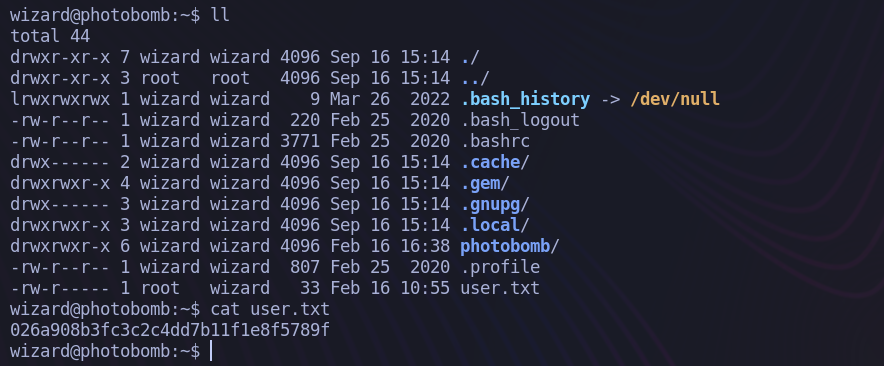 wizard@photobomb:~$ ll
total 44
drwxr-xr-x 7 wizard wizard 4096 Sep 16 15:14 ./
drwxr-xr-x 3 root   root   4096 Sep 16 15:14 ../
lrwxrwxrwx 1 wizard wizard    9 Mar 26  2022 .bash_history -> /dev/null
-rw-r--r-- 1 wizard wizard  220 Feb 25  2020 .bash_logout
-rw-r--r-- 1 wizard wizard 3771 Feb 25  2020 .bashrc
drwx------ 2 wizard wizard 4096 Sep 16 15:14 .cache/
drwxrwxr-x 4 wizard wizard 4096 Sep 16 15:14 .gem/
drwx------ 3 wizard wizard 4096 Sep 16 15:14 .gnupg/
drwxrwxr-x 3 wizard wizard 4096 Sep 16 15:14 .local/
drwxrwxr-x 6 wizard wizard 4096 Feb 16 16:38 photobomb/
-rw-r--r-- 1 wizard wizard  807 Feb 25  2020 .profile
-rw-r----- 1 root   wizard   33 Feb 16 10:55 user.txt
wizard@photobomb:~$ cat user.txt
026a908b3fc3c2c4dd7b11f1e8f5789f
wizard@photobomb:~$